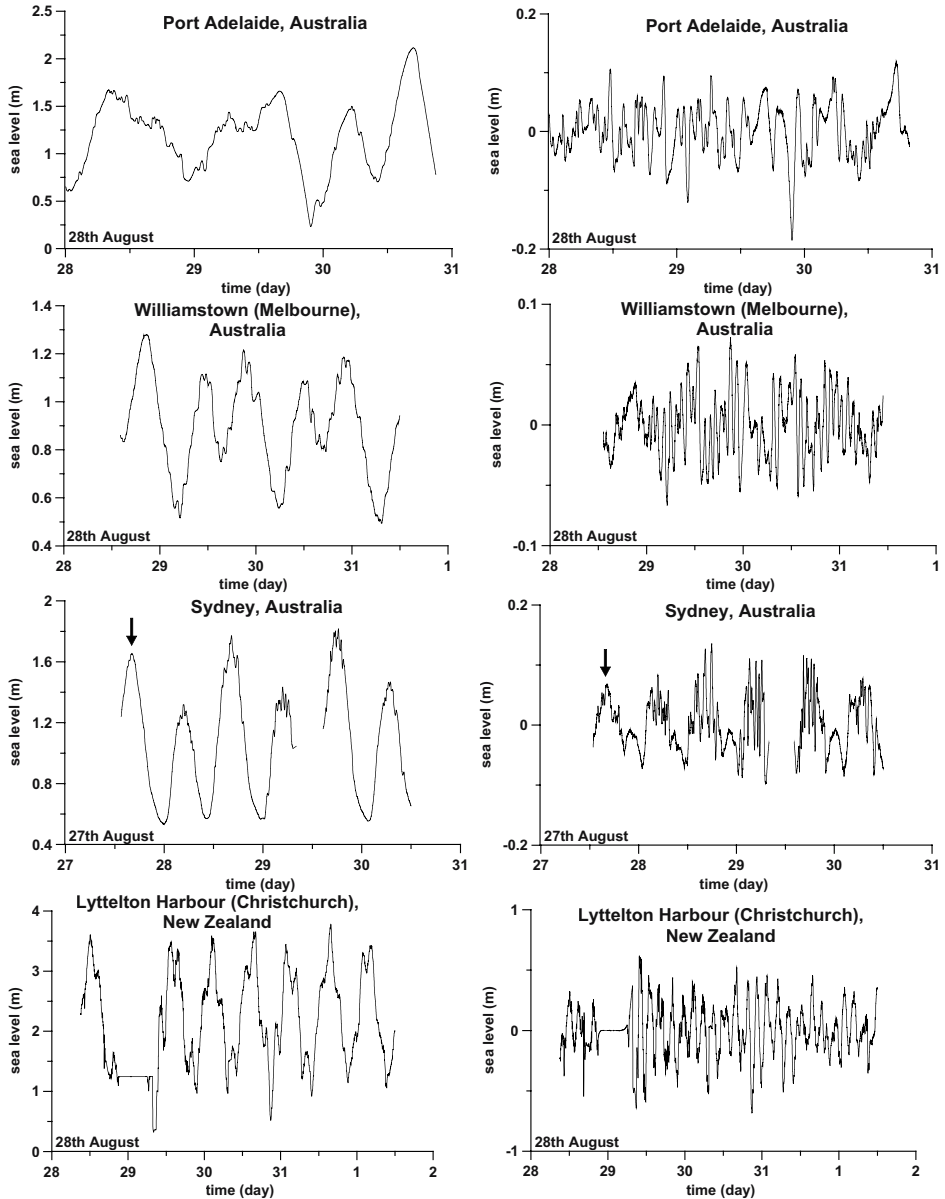 Port Adelaide, Australia
sea level (m)
2.5
2
1.5
1
0.5
0
28th August
28
29
30
31
time (day)
Port Adelaide, Australia
sea level (m)
0.2
0
-0.2
28th August
28
29
30
31
time (day)
Williamstown (Melbourne),
Australia
sea level (m)
1.4
1.2
1
0.8
0.6
0.4
28th August
28
29
30
31
1
time (day)
Williamstown (Melbourne),
Australia
sea level (m)
0.1
0
-0.1
28th August
28
29
30
31
1
time (day)
Sydney, Australia
sea level (m)
2
1.6
1.2
0.8
0.4
27th August
27
28
29
30
31
time (day)
Sydney, Australia
sea level (m)
0.2
0
-0.2
27th August
27
28
29
30
31
time (day)
Lyttelton Harbour (Christchurch),
New Zealand
sea level (m)
4
3
2
1
0
28th August
28
29
30
31
1
2
time (day)
Lyttelton Harbour (Christchurch),
New Zealand
sea level (m)
1
0
-1
28th August
28
29
30
31
1
2
time (day)